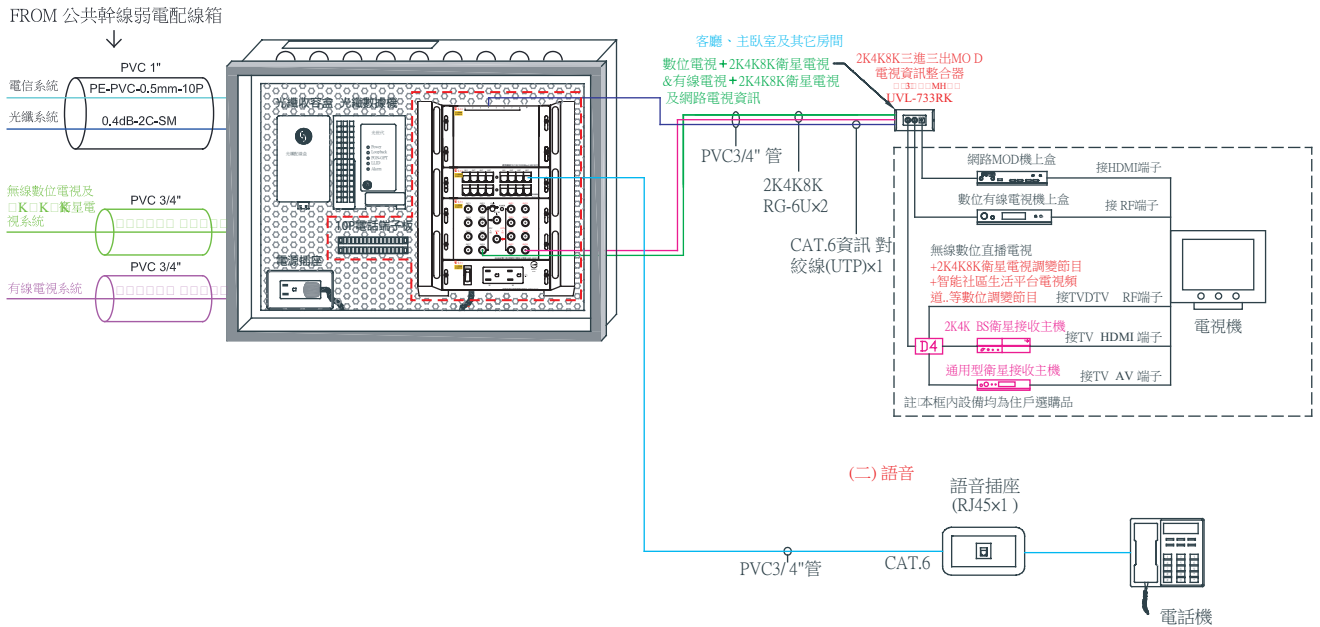 FROM 公共幹線弱電配線箱
PVC 1"
電信系統
PE-PVC-0.5mm-10P
光纖系統
0.4dB-2C-SM
無線數位電視及
星電
視系統
PVC 3/4"
PVC 3/4"
有線電視系統
光纖收容盒
光纖數據機
10P電話端子板
電源插座
客廳、主臥室及其它房間
數位電視+2K4K8K衛星電視
&有線電視+2K4K8K衛星電視
及網路電視資訊
2K4K8K三進三出MO D
電視資訊整合器
UVL-733RK
PVC3/4" 管
2K4K8K
RG-6U×2
CAT.6資訊 對
絞線(UTP)×1
網路MOD機上盒
接HDMI端子
數位有線電視機上盒
接 RF端子
無線數位直播電視
+2K4K8K衛星電視調變節目
+智能社區生活平台電視頻
道..等數位調變節目
接TVDTV RF端子
2K4K BS衛星接收主機
接TV HDMI 端子
D4
通用型衛星接收主機
接TV AV 端子
電視機
註□本框內設備均為住戶選購品
(二) 語音
語音插座
(RJ45×1 )
PVC3/ 4"管
CAT.6
電話機